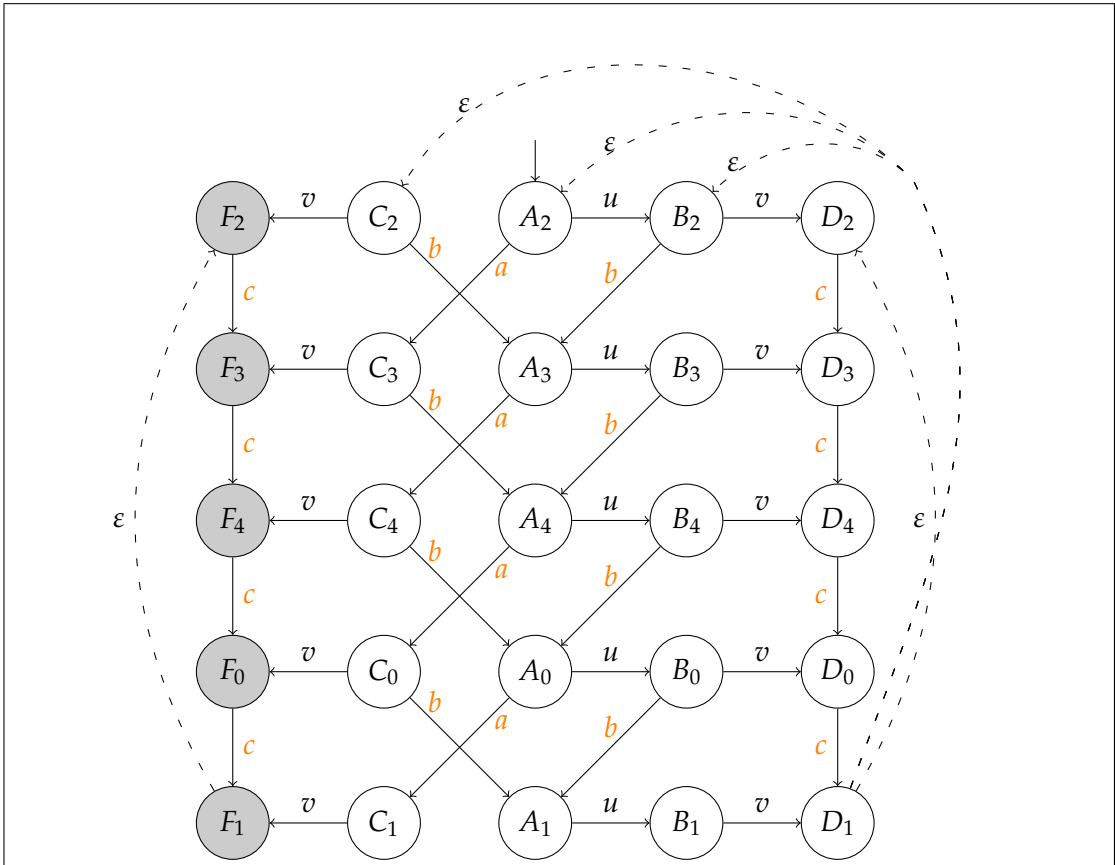 ε
ε
ε
F₂ v C₂ A₂ u B₂ v D₂
b a b
c c
F₃ v C₃ A₃ u B₃ v D₃
b a b
c c
ε F₄ v C₄ A₄ u B₄ v D₄ ε
b a b
c c
F₀ v C₀ A₀ u B₀ v D₀
b a b
c c
F₁ v C₁ A₁ u B₁ v D₁